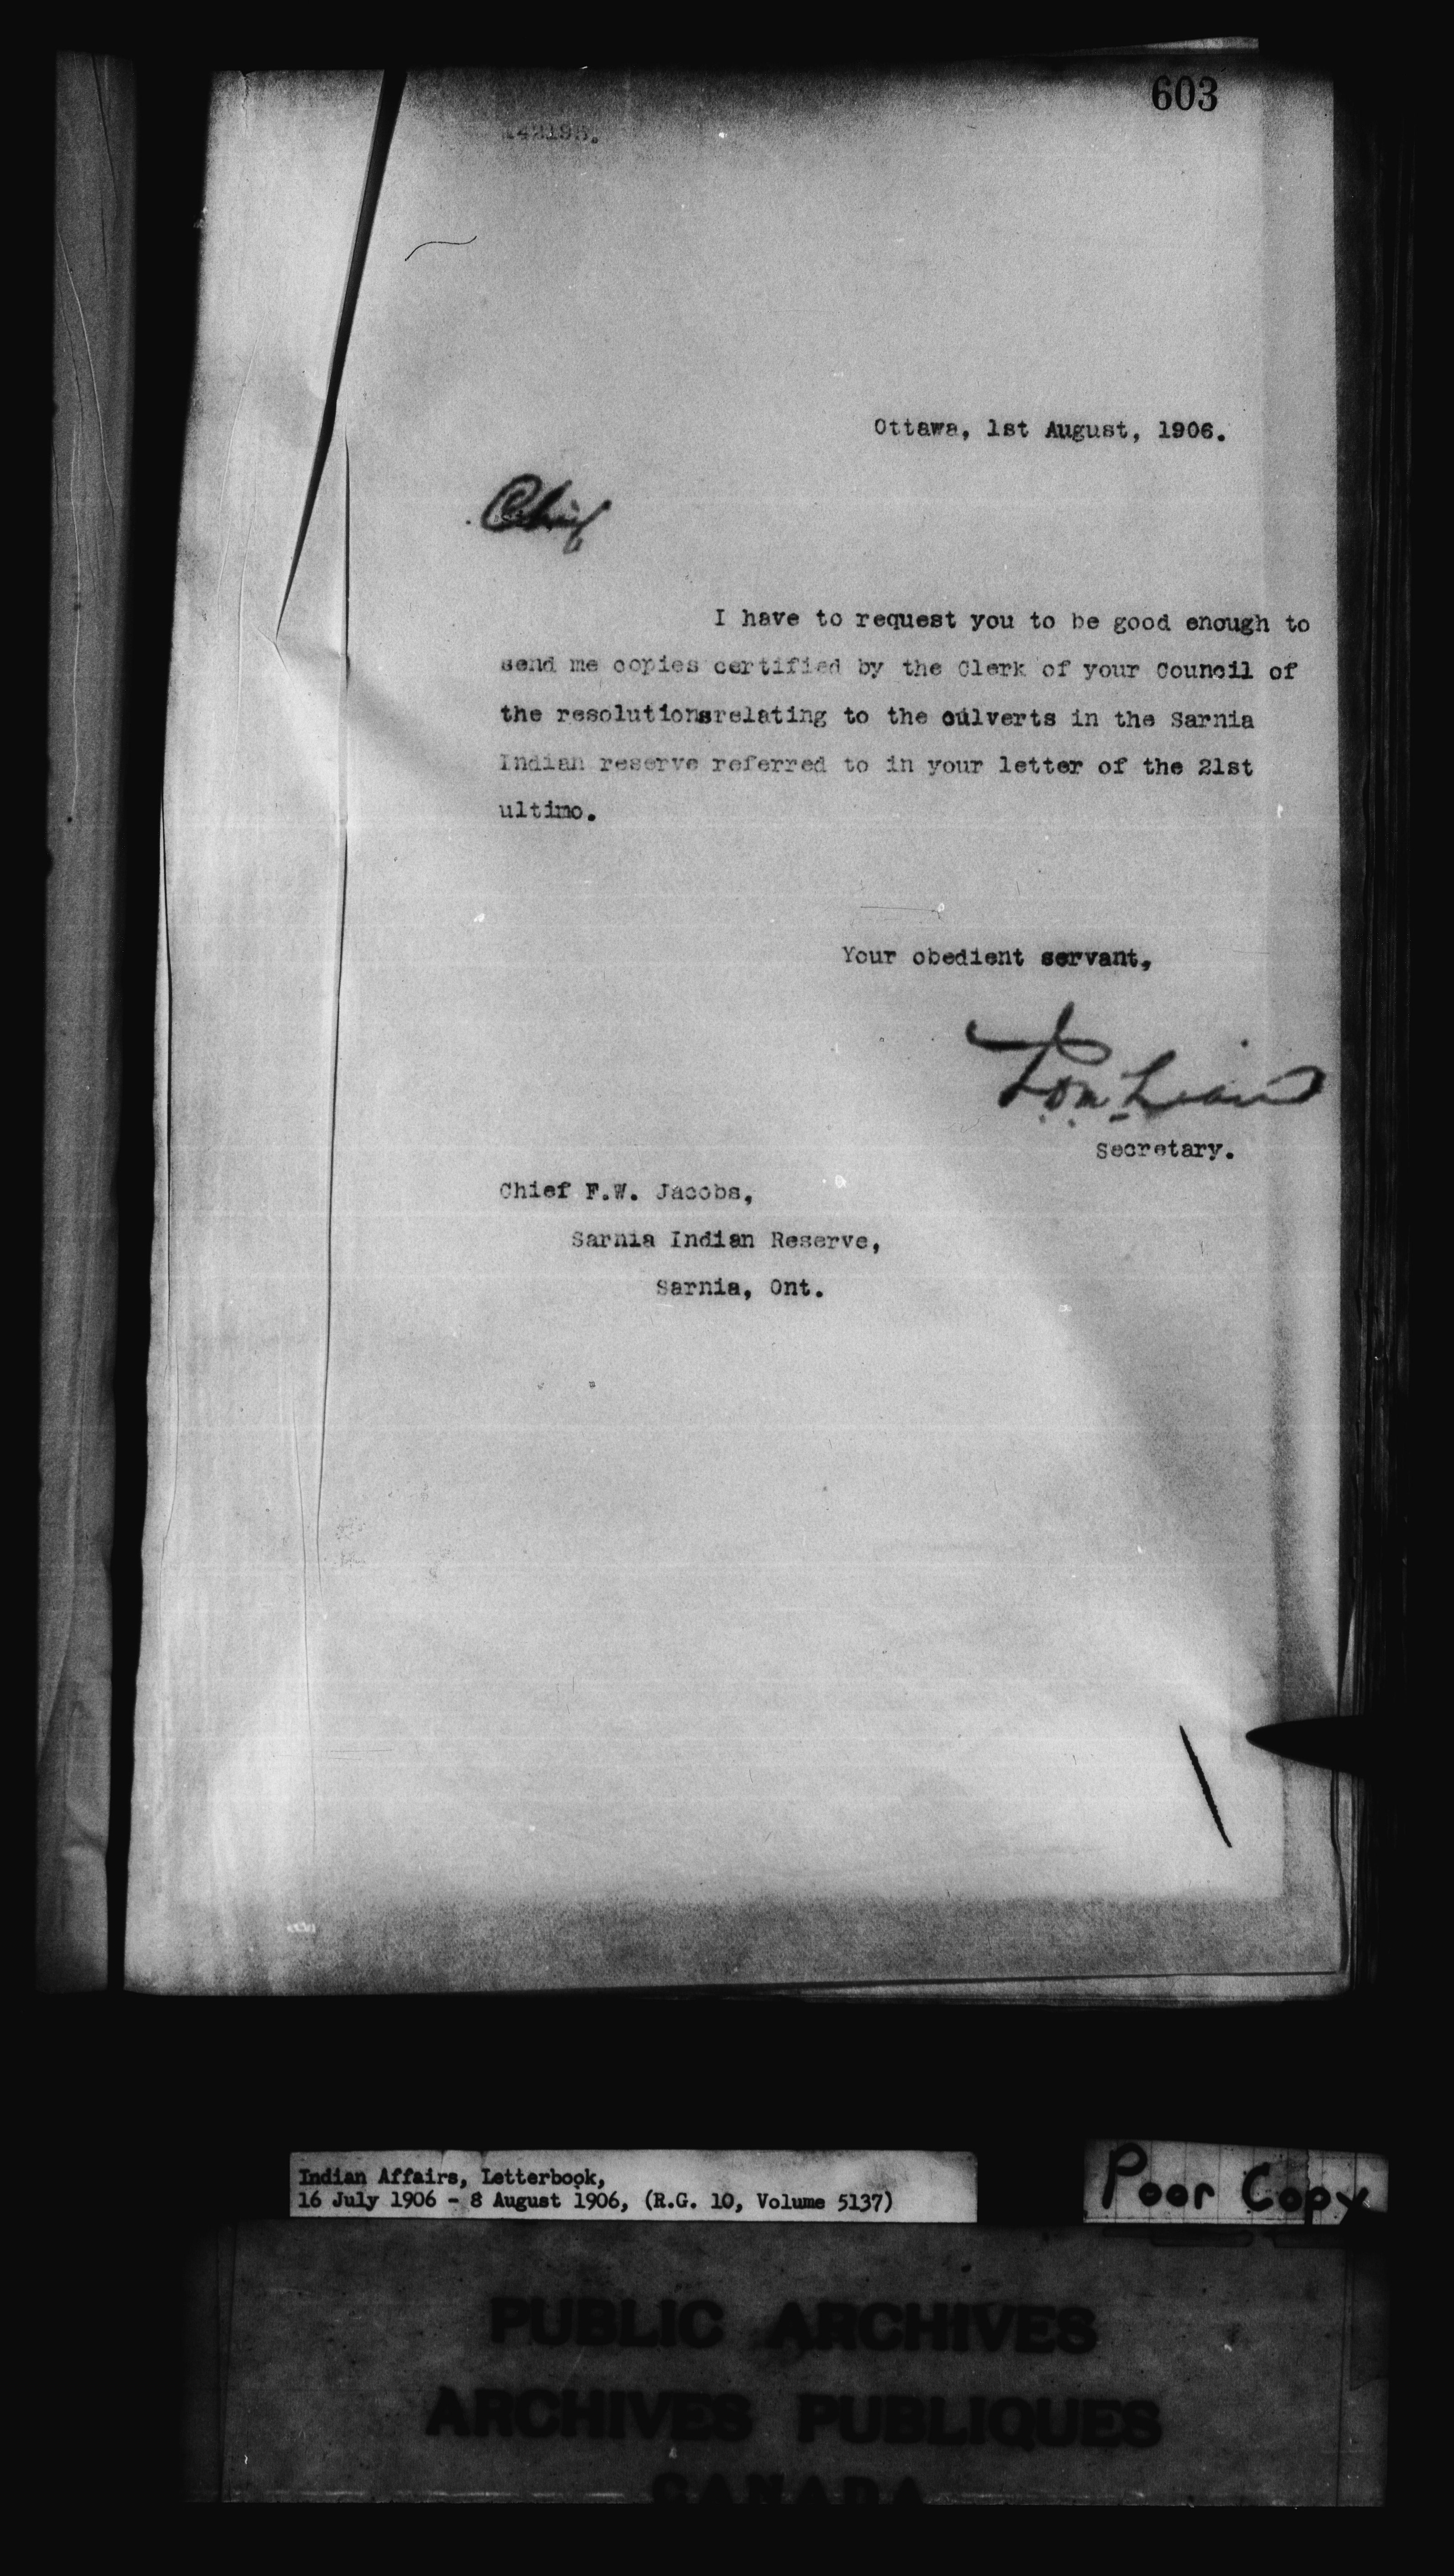 603
Ottawa, 1st August, 1906.
Chief
I have to request you to be good enough to
send me copies certified by the Clerk of your Council of
the resolutionsrelating to the culverts in the Sarnia
Indian reserve referred to in your letter of the 21st
ultimo.
Your obedient servant,
Secretary.
Chief F.W. Jacobs,
Sarnia Indian Reserve,
Sarnia, Ont.
Indian Affairs, Letterbook,
16 July 1906 - 8 August 1906, (R.G. 10, Volume 5137)
Poor Copy
PUBLIC ARCHIVES
ARCHIVES PUBLIQUES
CANADA